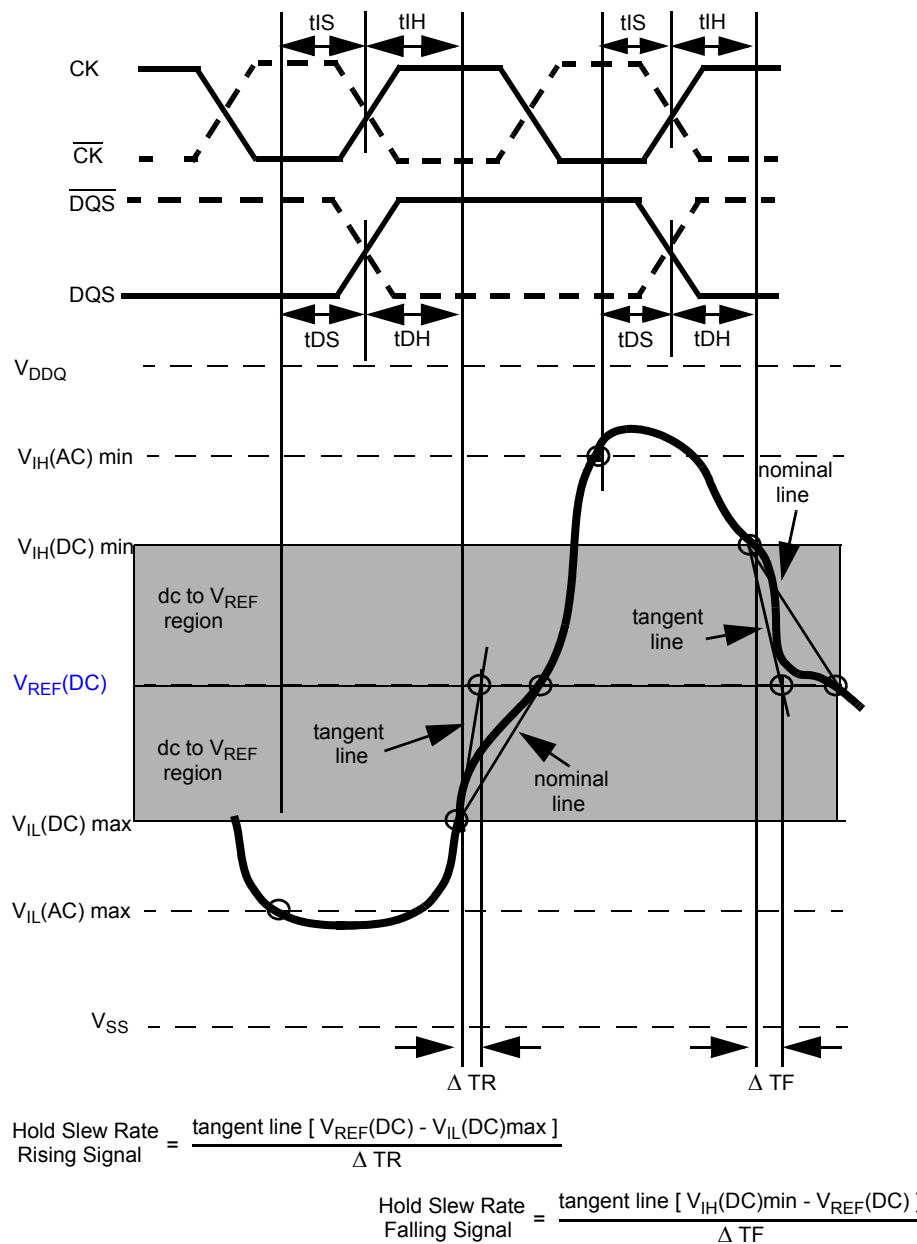 tIS tIH tIS tIH
CK
CK
DQS
DQS
tDS tDH tDS tDH
VDDQ
VIH(AC) min
nominal
line
VIH(DC) min
dc to VREF
region
tangent
line
VREF(DC)
tangent
line
dc to VREF
region
nominal
line
VIL(DC) max
VIL(AC) max
VSS
Δ TR Δ TF
Hold Slew Rate
Rising Signal = tangent line [ VREF(DC) - VIL(DC)max ]
Δ TR
Hold Slew Rate
Falling Signal = tangent line [ VIH(DC)min - VREF(DC) ]
Δ TF